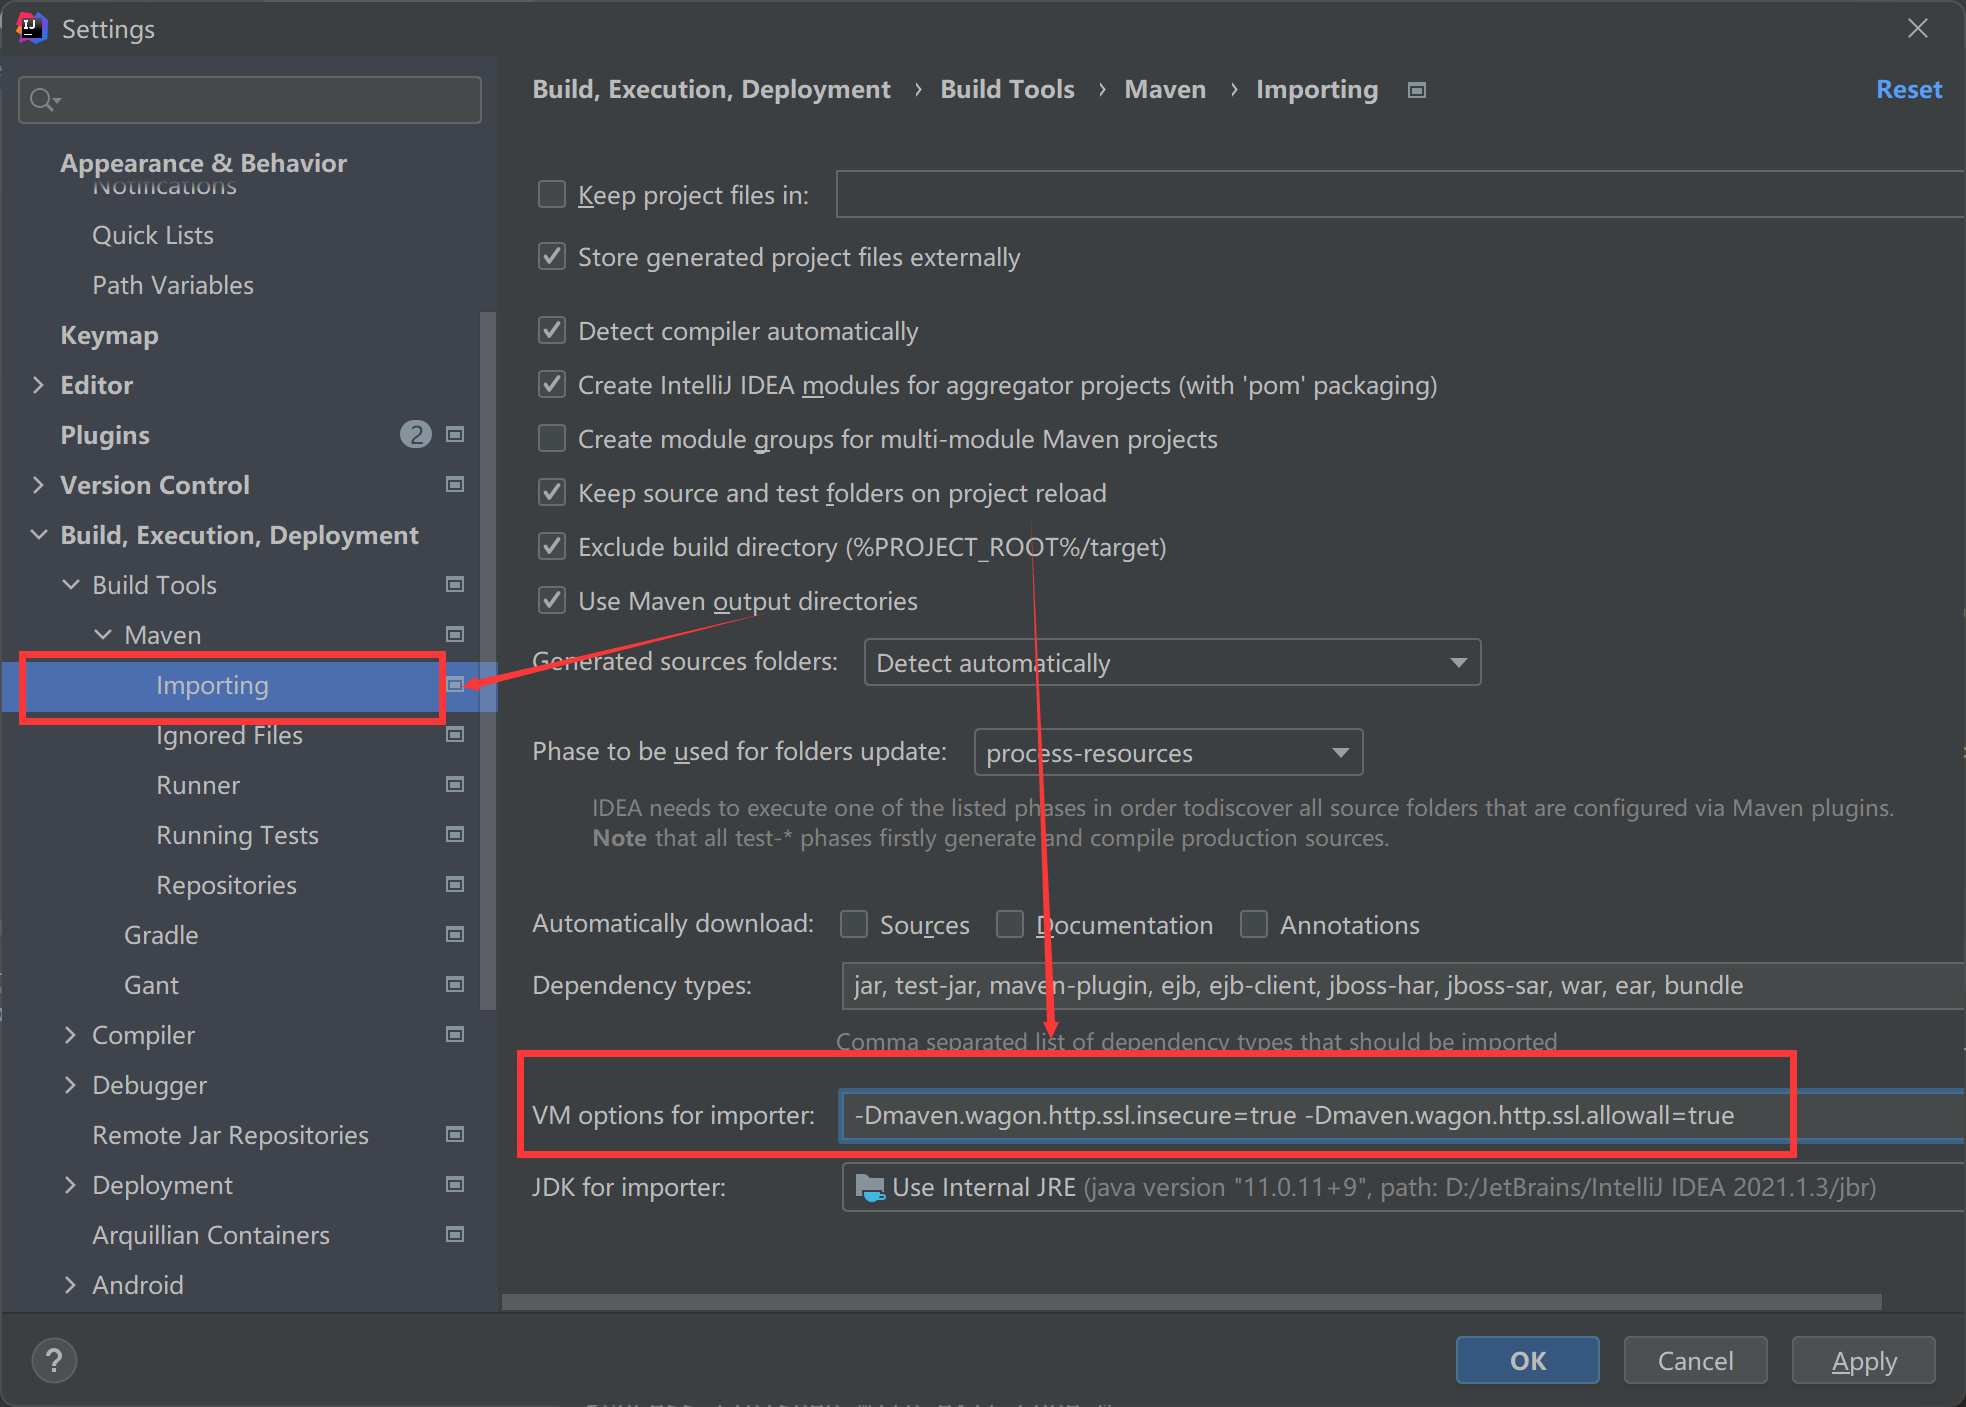 Settings
Build, Execution, Deployment › Build Tools › Maven › Importing
Reset
Appearance & Behavior
Notifications
Quick Lists
Path Variables
Keymap
Editor
Plugins 2
Version Control
Build, Execution, Deployment
Build Tools
Maven
Importing
Ignored Files
Runner
Running Tests
Repositories
Gradle
Gant
Compiler
Debugger
Remote Jar Repositories
Deployment
Arquillian Containers
Android
Keep project files in:
Store generated project files externally
Detect compiler automatically
Create IntelliJ IDEA modules for aggregator projects (with 'pom' packaging)
Create module groups for multi-module Maven projects
Keep source and test folders on project reload
Exclude build directory (%PROJECT_ROOT%/target)
Use Maven output directories
Generated sources folders: Detect automatically
Phase to be used for folders update: process-resources
IDEA needs to execute one of the listed phases in order todiscover all source folders that are configured via Maven plugins.
Note that all test-* phases firstly generate and compile production sources.
Automatically download: Sources Documentation Annotations
Dependency types: jar, test-jar, maven-plugin, ejb, ejb-client, jboss-har, jboss-sar, war, ear, bundle
Comma separated list of dependency types that should be imported
VM options for importer: -Dmaven.wagon.http.ssl.insecure=true -Dmaven.wagon.http.ssl.allowall=true
JDK for importer: Use Internal JRE (java version "11.0.11+9", path: D:/JetBrains/IntelliJ IDEA 2021.1.3/jbr)
?
OK
Cancel
Apply